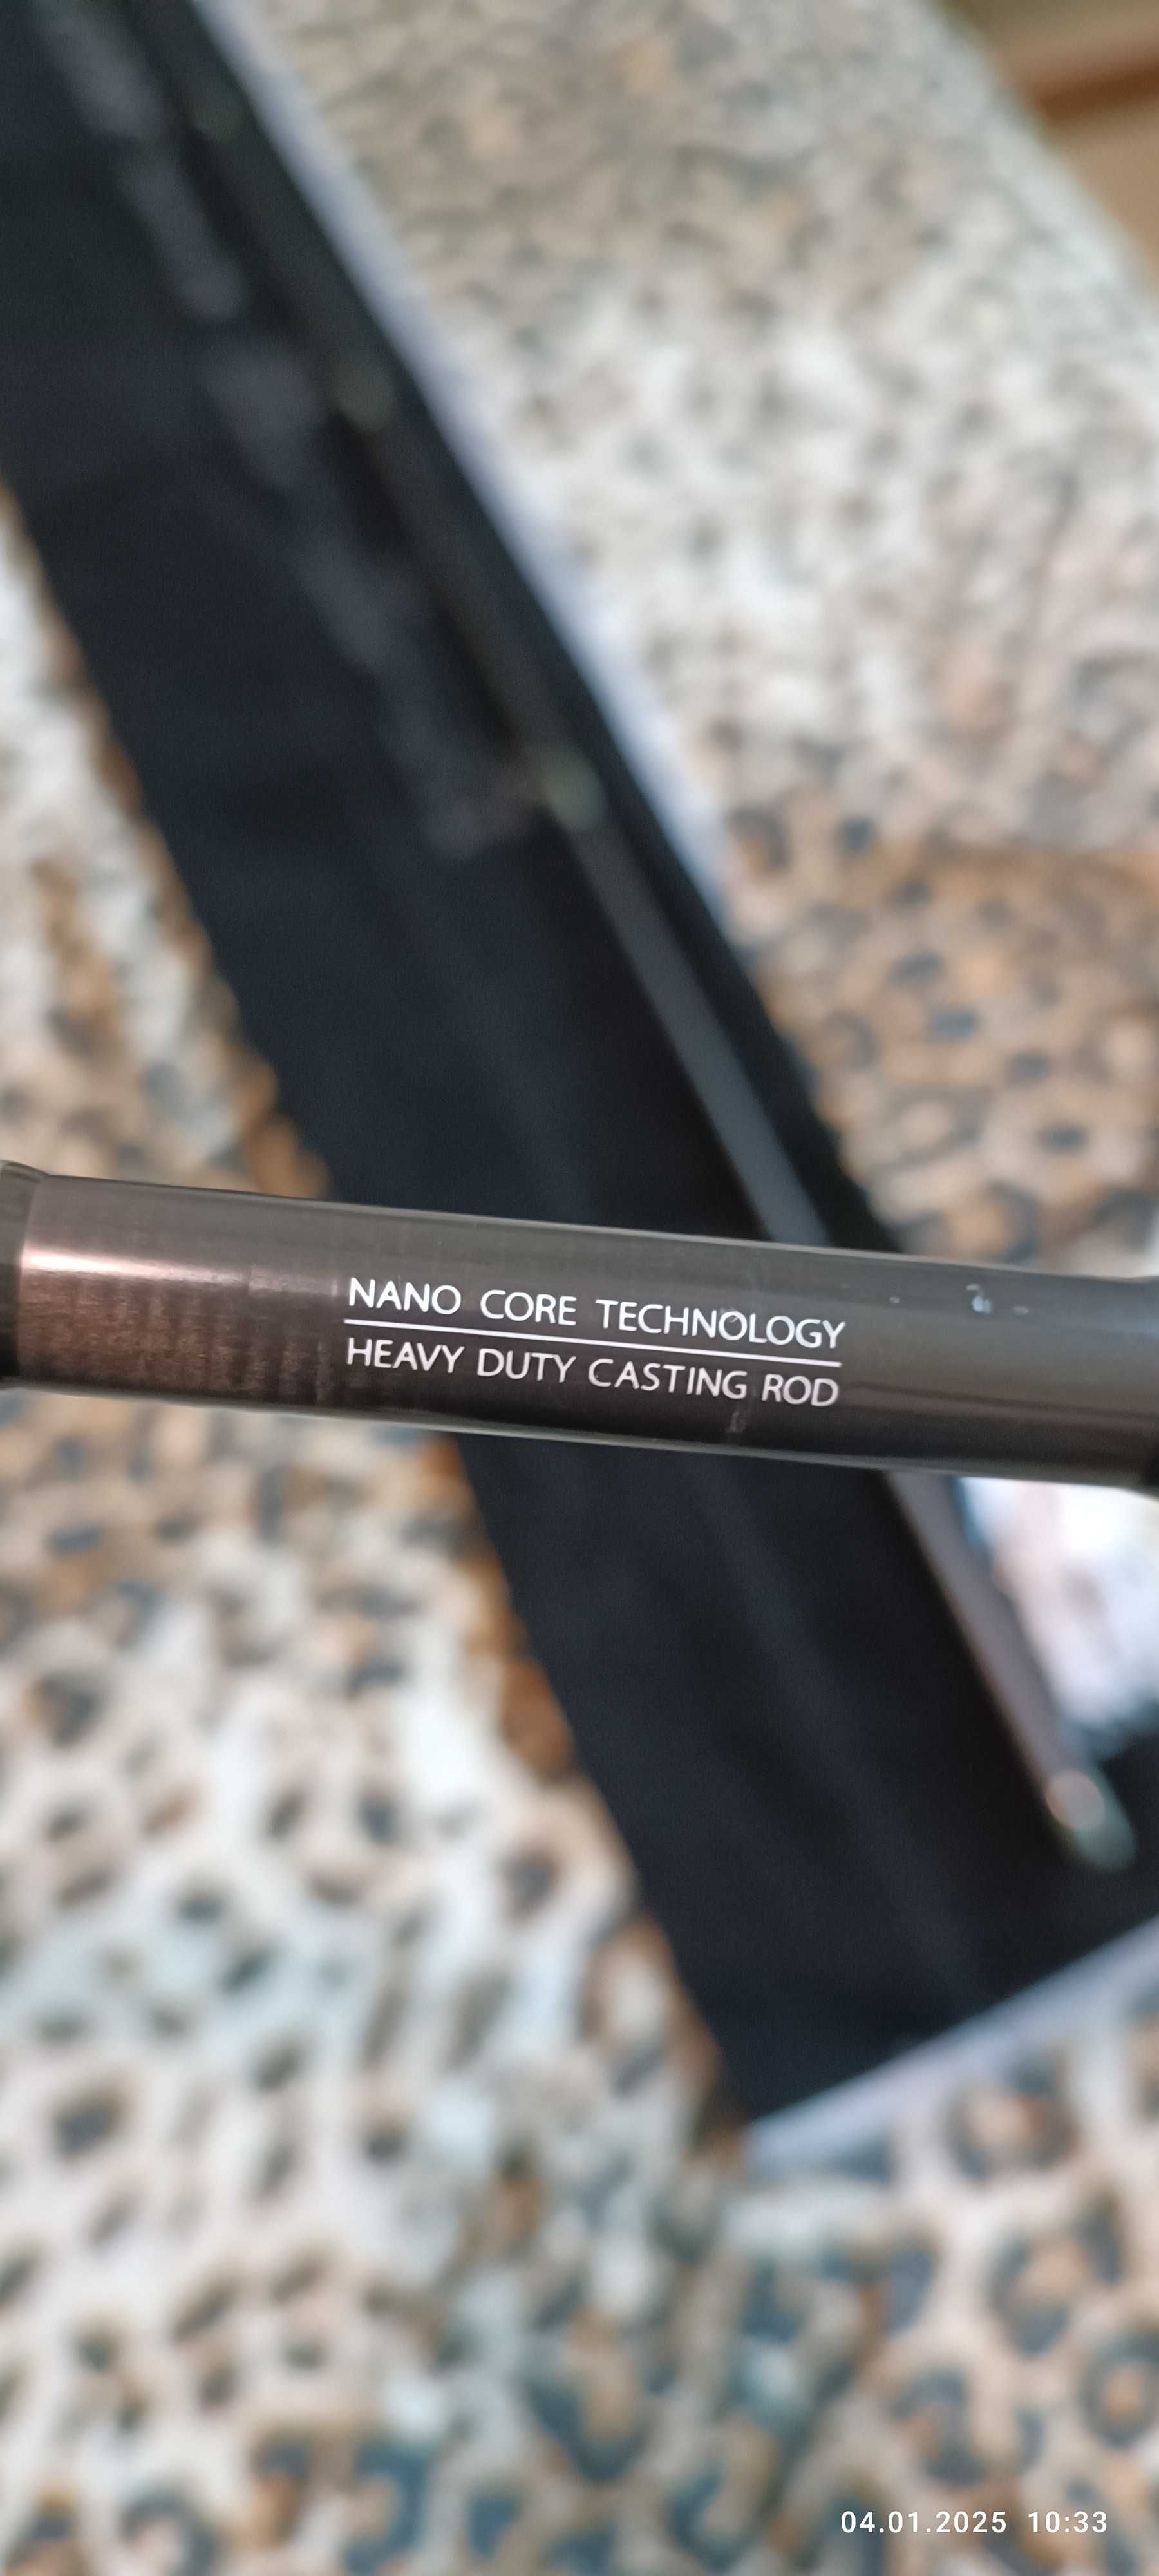 NANO CORE TECHNOLOGY
HEAVY DUTY CASTING ROD
04.01.2025 10:33